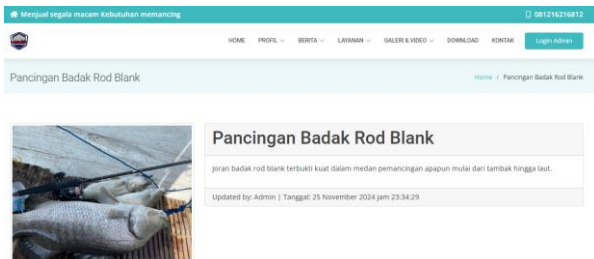 Menjual segala macam Kebutuhan memancing
081216216812
HOME PROFIL BERITA LAYANAN GALERI & VIDEO DOWNLOAD KONTAK Login Admin
Pancingan Badak Rod Blank
Home / Pancingan Badak Rod Blank
Pancingan Badak Rod Blank
Joran badak rod blank terbukti kuat dalam medan pemancingan apapun mulai dari tambak hingga laut.
Updated by: Admin | Tanggal: 25 November 2024 jam 23:34:29